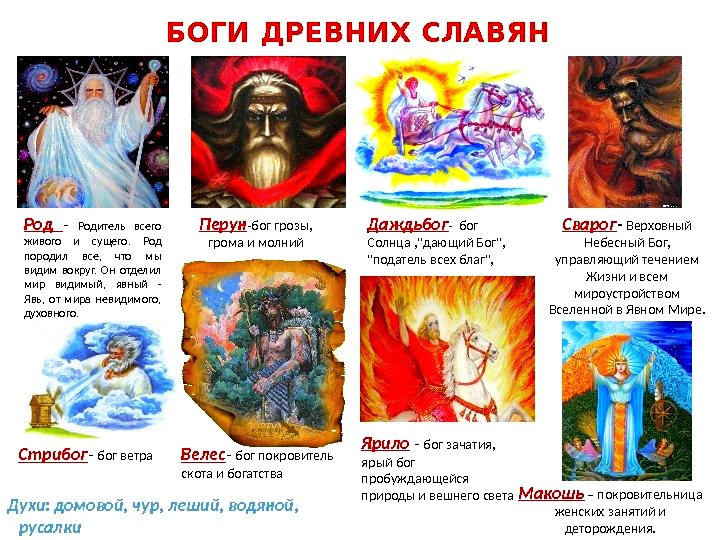 БОГИ ДРЕВНИХ СЛАВЯН
Род - Родитель всего
живого и сущего. Род
породил все, что мы
видим вокруг. Он отделил
мир видимый, явный -
Явь, от мира невидимого,
духовного.
Перун-бог грозы,
грома и молний
Даждьбог- бог
Солнца ,"дающий Бог",
"податель всех благ",
Сварог- Верховный
Небесный Бог,
управляющий течением
Жизни и всем
мироустройством
Вселенной в Явном Мире.
Стрибог- бог ветра
Велес- бог покровитель
скота и богатства
Ярило - бог зачатия,
ярый бог
пробуждающейся
природы и вешнего света
Макошь – покровительница
женских занятий и
деторождения.
Духи: домовой, чур, леший, водяной,
русалки